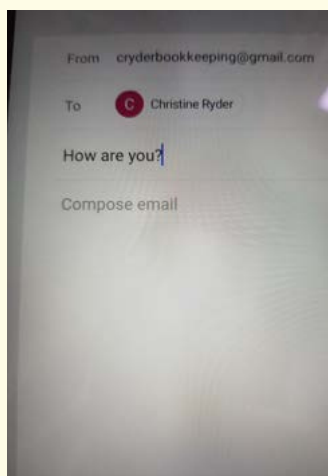 From cryderbookkeeping@gmail.com
To C Christine Ryder
How are you?
Compose email